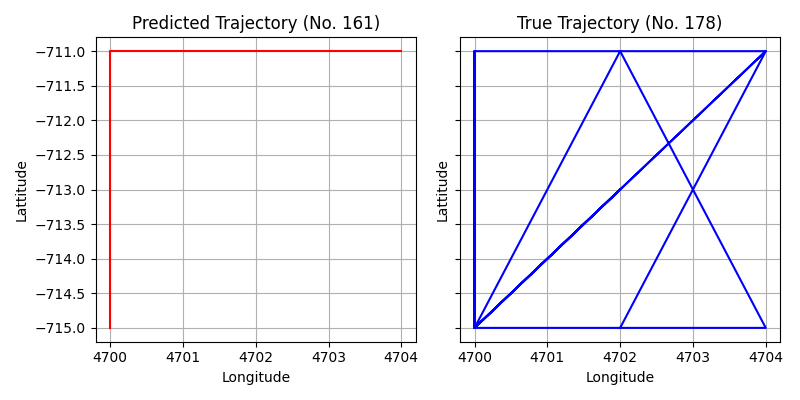 Predicted Trajectory (No. 161)
−711.0
−711.5
−712.0
−712.5
−713.0
−713.5
−714.0
−714.5
−715.0
Lattitude
4700 4701 4702 4703 4704
Longitude
True Trajectory (No. 178)
Lattitude
4700 4701 4702 4703 4704
Longitude